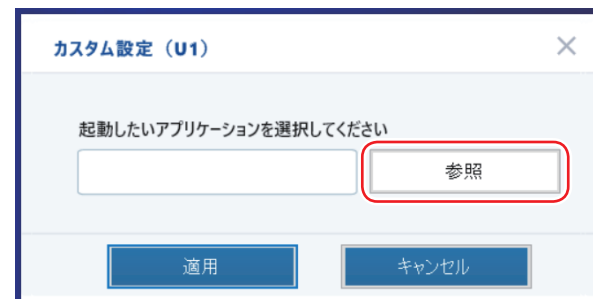 カスタム設定（U1）
起動したいアプリケーションを選択してください
参照
適用
キャンセル